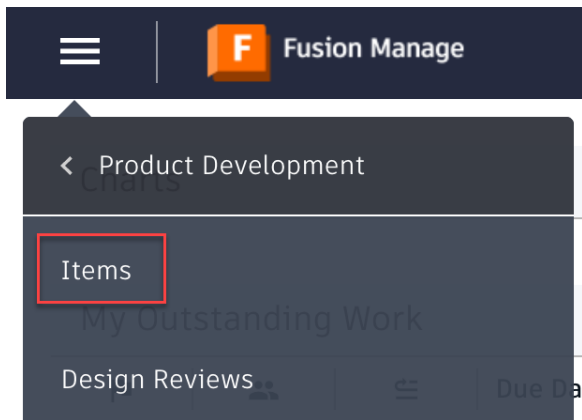 F Fusion Manage
< Product Development
Charts
Items
My Outstanding Work
Design Reviews
Due Da